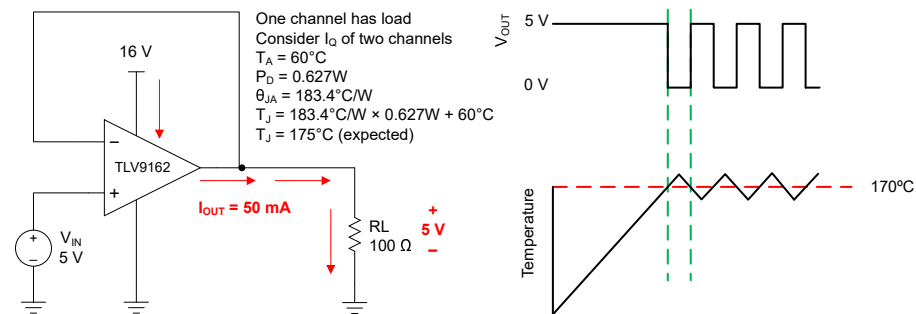 One channel has load
Consider IQ of two channels
TA = 60°C
PD = 0.627W
θJA = 183.4°C/W
TJ = 183.4°C/W × 0.627W + 60°C
TJ = 175°C (expected)
16 V
−
TLV9162
+
IOUT = 50 mA
+
−
VIN
5 V
RL
100 Ω
+
5 V
−
VOUT
5 V
0 V
Temperature
170°C